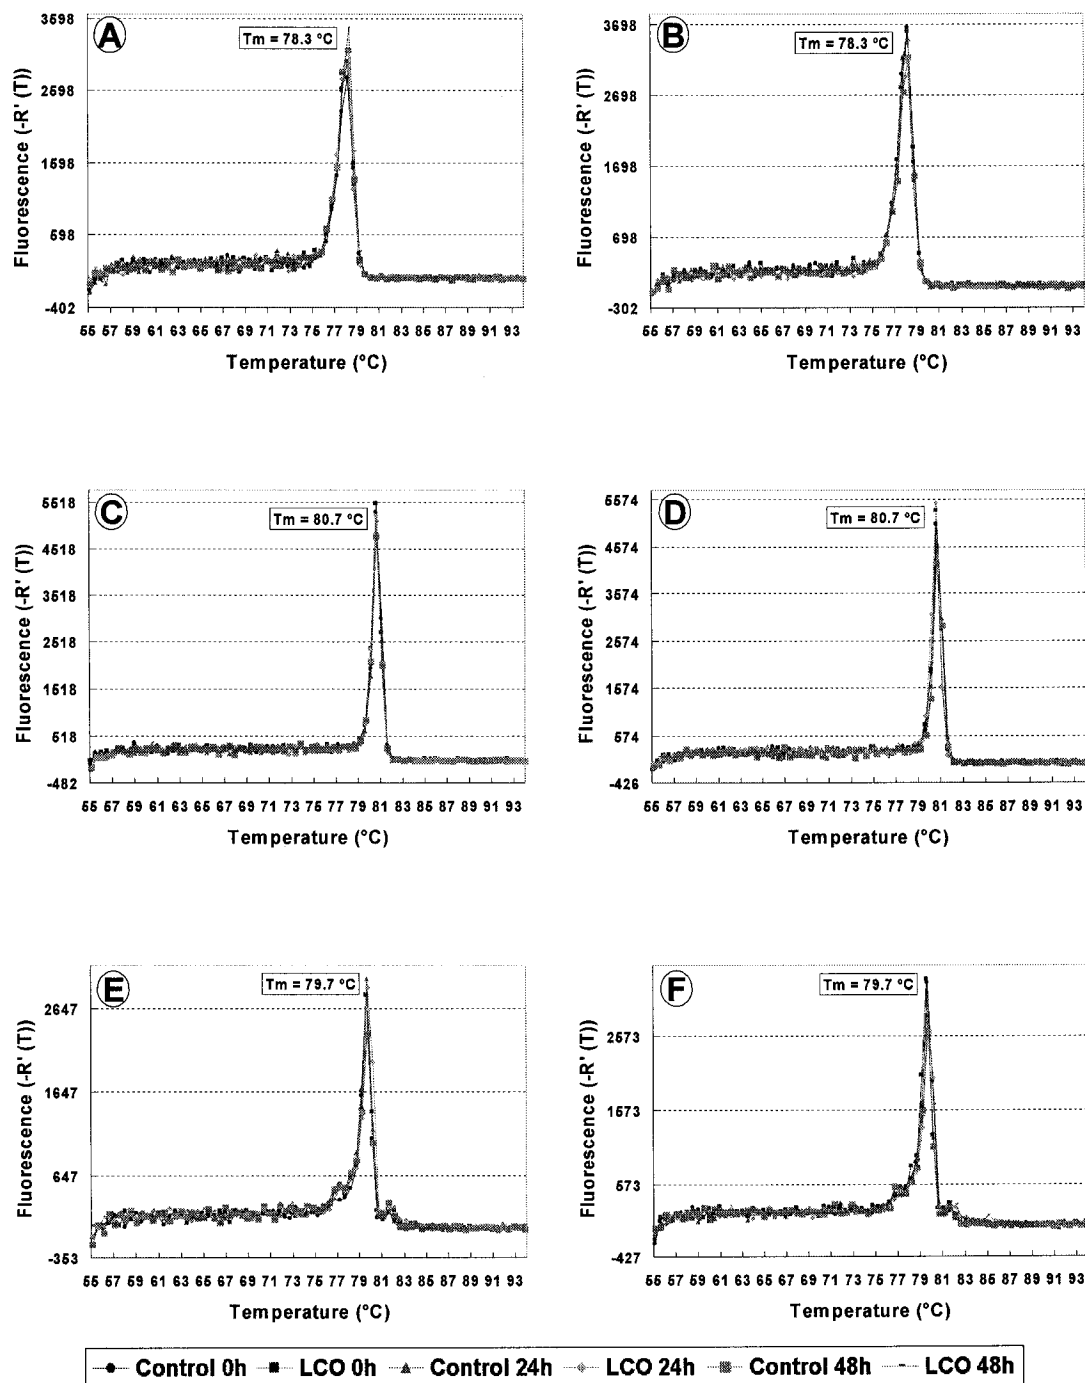 A
Tm = 78.3 ºC
Fluorescence (-R' (T))
3698
2698
1698
698
-402
55 57 59 61 63 65 67 69 71 73 75 77 79 81 83 85 87 89 91 93
Temperature (°C)
B
Tm = 78.3 ºC
Fluorescence (-R' (T))
3698
2698
1698
698
-302
55 57 59 61 63 65 67 69 71 73 75 77 79 81 83 85 87 89 91 93
Temperature (°C)
C
Tm = 80.7 ºC
Fluorescence (-R' (T))
5518
4518
3518
2518
1518
518
-482
55 57 59 61 63 65 67 69 71 73 75 77 79 81 83 85 87 89 91 93
Temperature (°C)
D
Tm = 80.7 ºC
Fluorescence (-R' (T))
5574
4574
3574
2574
1574
574
-426
55 57 59 61 63 65 67 69 71 73 75 77 79 81 83 85 87 89 91 93
Temperature (°C)
E
Tm = 79.7 ºC
Fluorescence (-R' (T))
2647
1647
647
-353
55 57 59 61 63 65 67 69 71 73 75 77 79 81 83 85 87 89 91 93
Temperature (°C)
F
Tm = 79.7 ºC
Fluorescence (-R' (T))
2573
1573
573
-427
55 57 59 61 63 65 67 69 71 73 75 77 79 81 83 85 87 89 91 93
Temperature (°C)
Control 0h LCO 0h Control 24h LCO 24h Control 48h LCO 48h